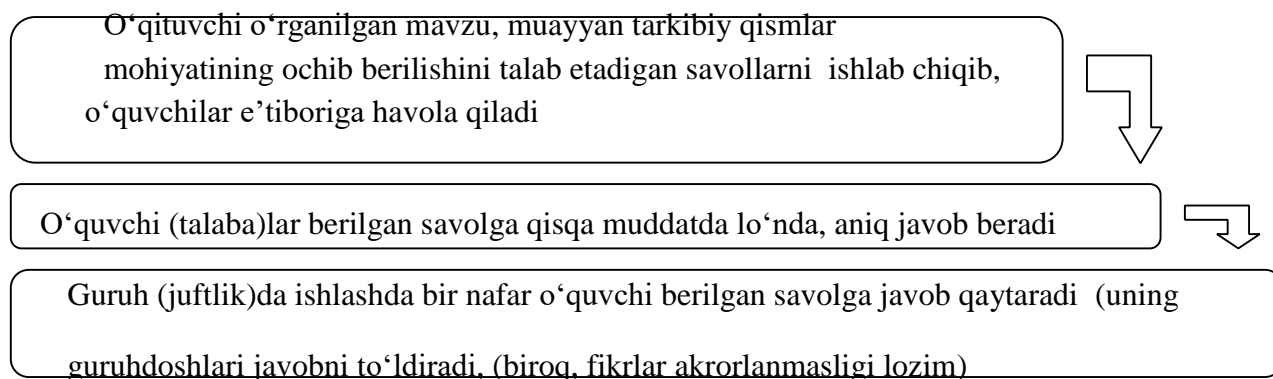 O‘qituvchi o‘rganilgan mavzu, muayyan tarkibiy qismlar
mohiyatining ochib berilishini talab etadigan savollarni ishlab chiqib,
o‘quvchilar e’tiboriga havola qiladi
O‘quvchi (talaba)lar berilgan savolga qisqa muddatda lo‘nda, aniq javob beradi
Guruh (juftlik)da ishlashda bir nafar o‘quvchi berilgan savolga javob qaytaradi (uning
guruhdoshlari javobni to‘ldiradi, (biroq, fikrlar akrorlanmasligi lozim)